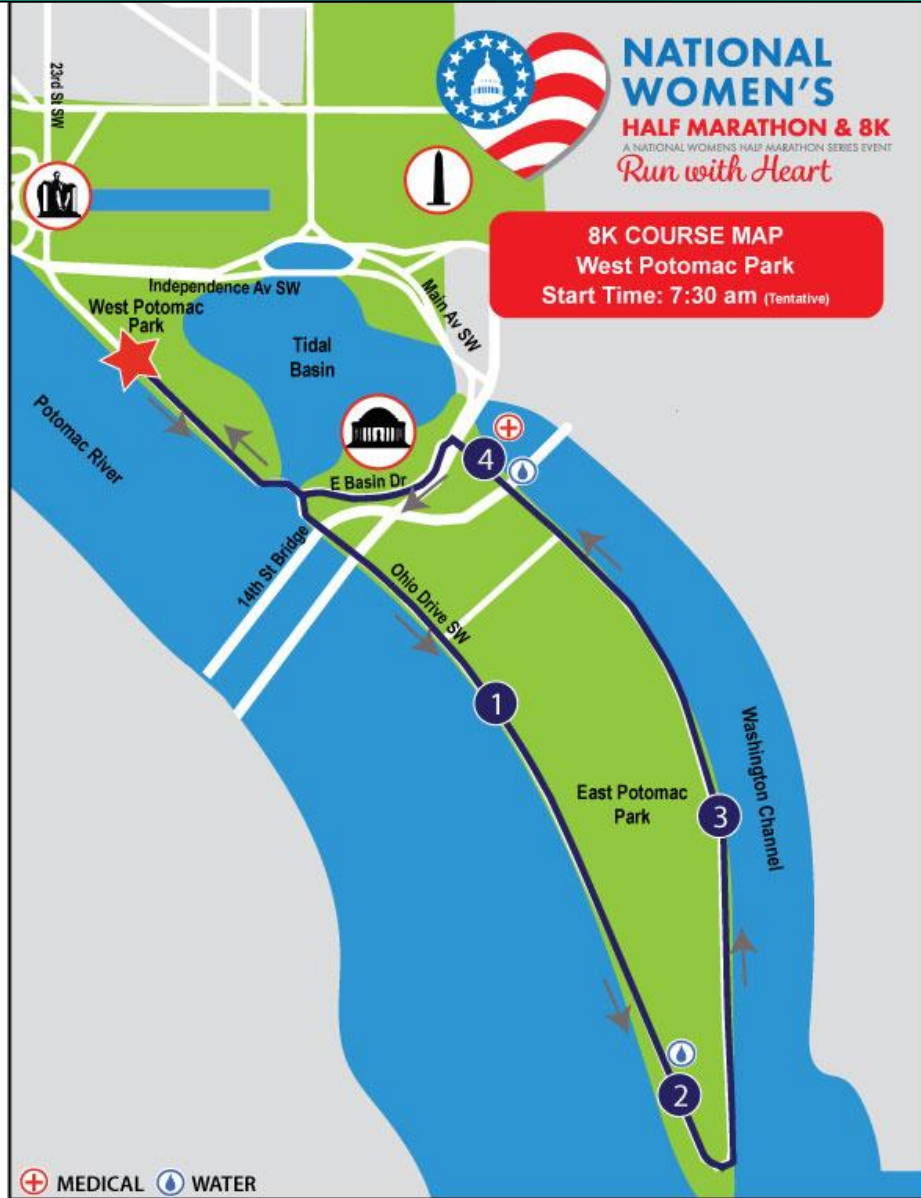 NATIONAL
WOMEN'S
HALF MARATHON & 8K
A NATIONAL WOMENS HALF MARATHON SERIES EVENT
Run with Heart
8K COURSE MAP
West Potomac Park
Start Time: 7:30 am (Tentative)
23rd St SW
Independence Av SW
West Potomac
Park
Main Av SW
Tidal
Basin
Potomac River
4
E Basin Dr
14th St Bridge
Ohio Drive SW
1
Washington Channel
East Potomac
Park
3
2
MEDICAL
WATER